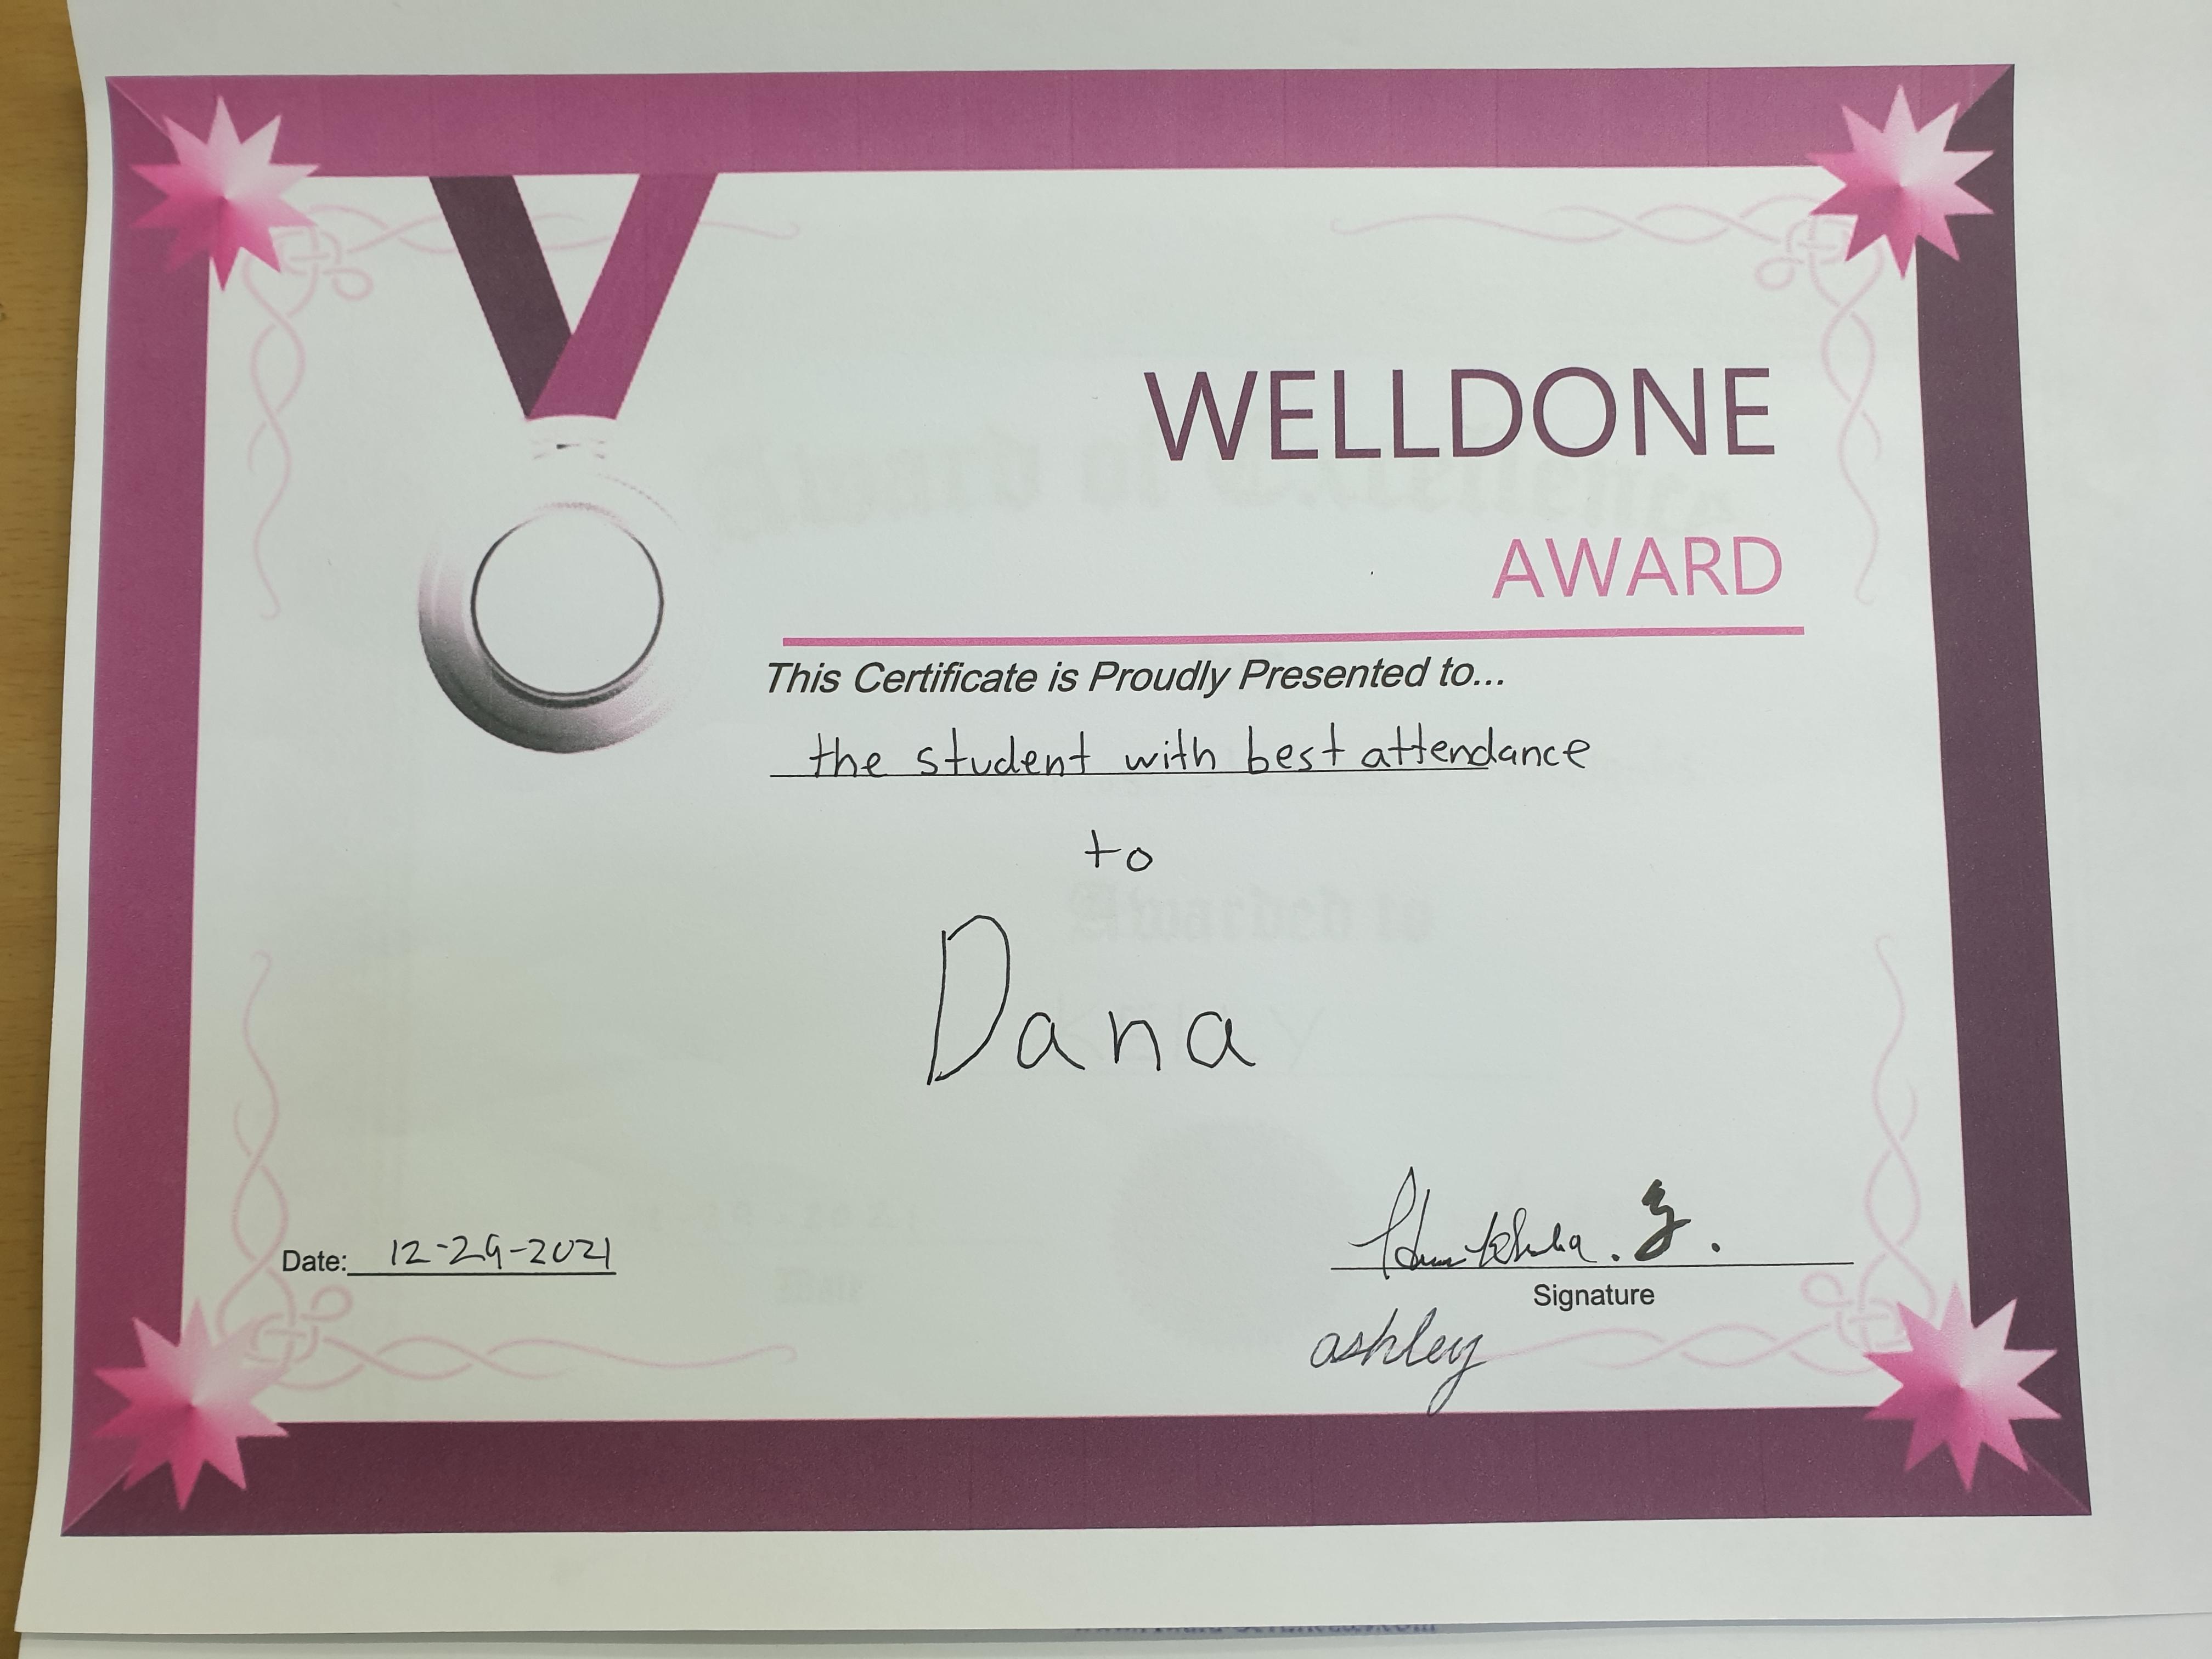 WELLDONE
AWARD
This Certificate is Proudly Presented to...
the student with best attendance
to
Dana
Date: 12-29-2021
Signature
ashley